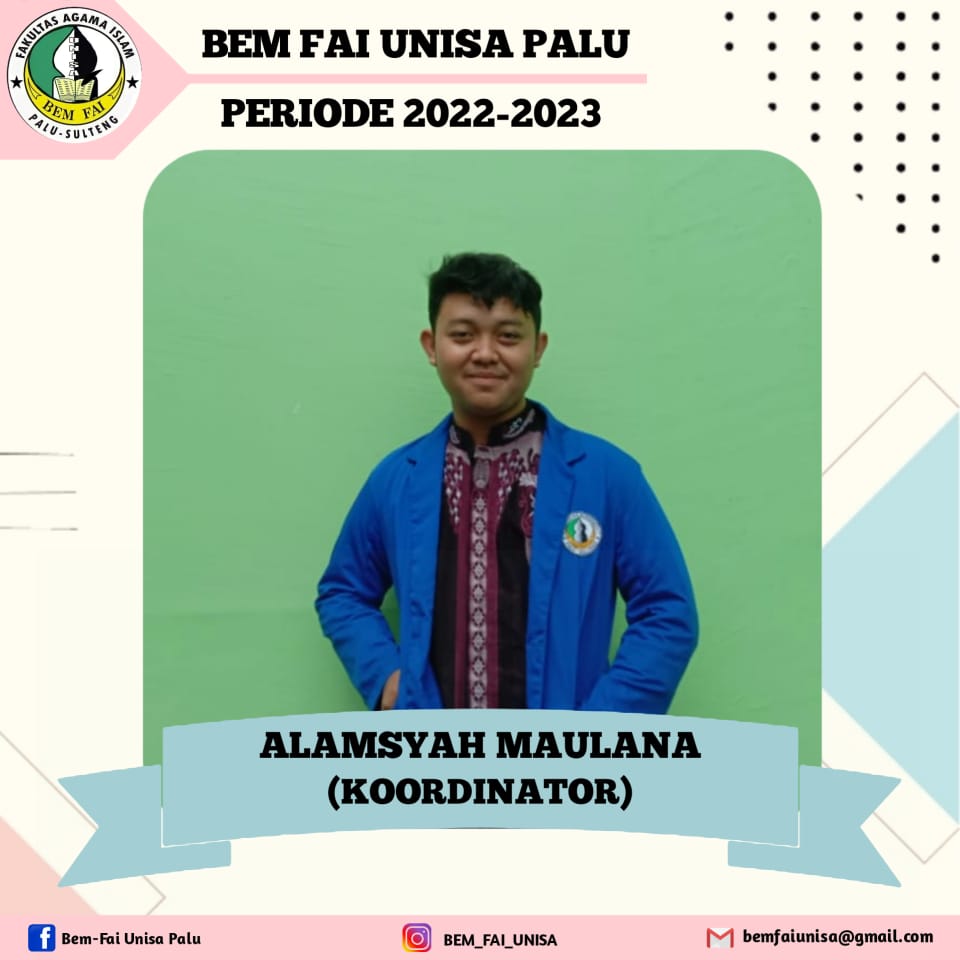 FAKULTAS AGAMA ISLAM
BEM FAI
PALU-SULTENG
BEM FAI UNISA PALU
PERIODE 2022-2023
ALAMSYAH MAULANA
(KOORDINATOR)
Bem-Fai Unisa Palu
BEM_FAI_UNISA
bemfaiunisa@gmail.com